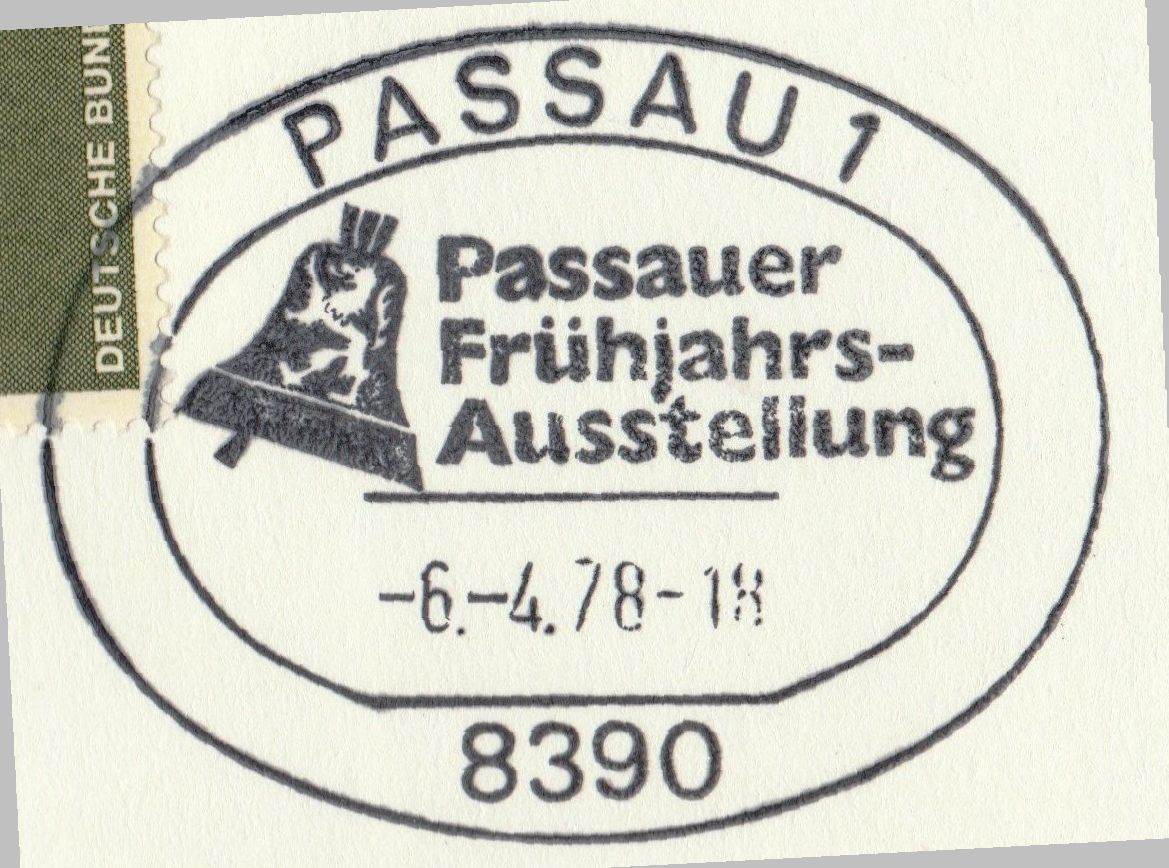 DEUTSCHE BUN
PASSAU 1
Passauer
Frühjahrs-
Ausstellung
-6.-4.78-18
8390